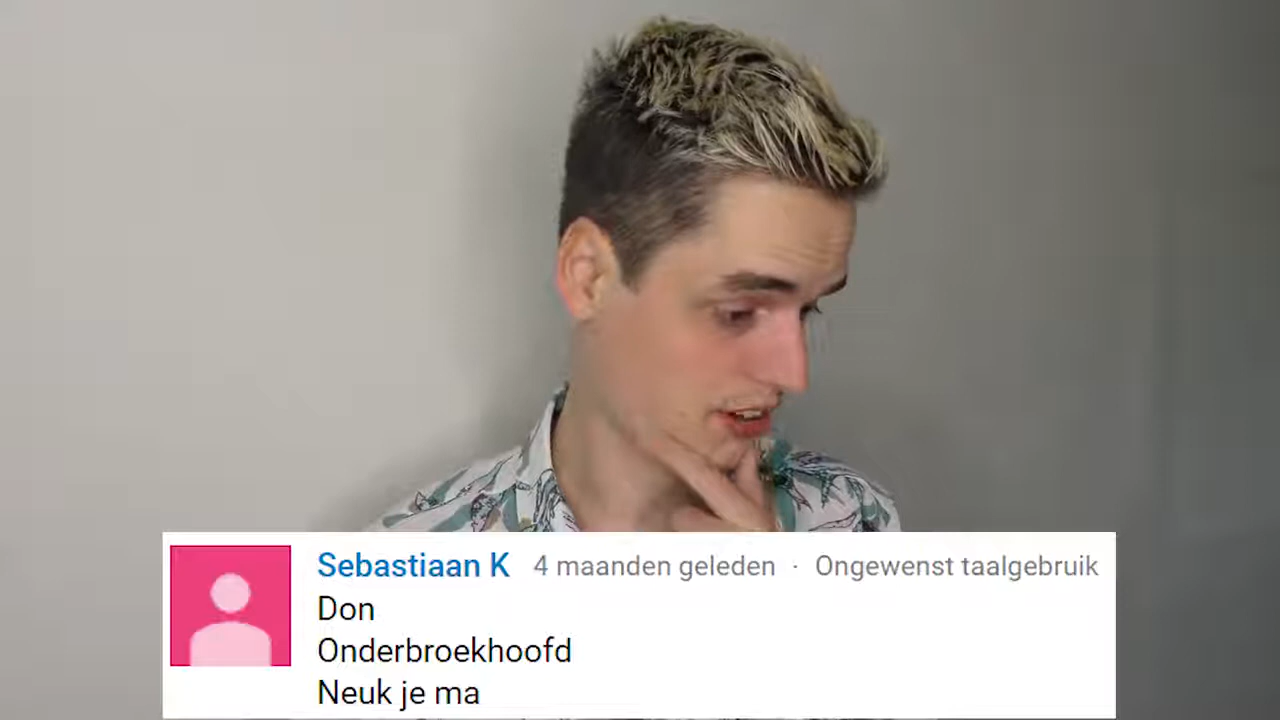 Sebastiaan K 4 maanden geleden · Ongewenst taalgebruik
Don
Onderbroekhoofd
Neuk je ma